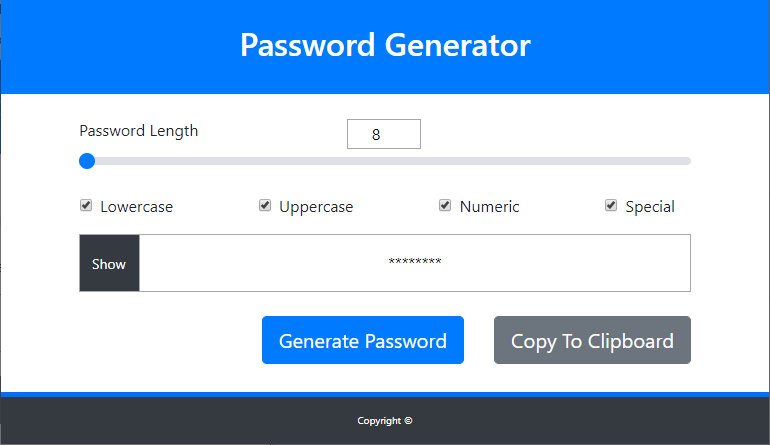 Password Generator
Password Length 8
Lowercase Uppercase Numeric Special
Show ********
Generate Password Copy To Clipboard
Copyright ©